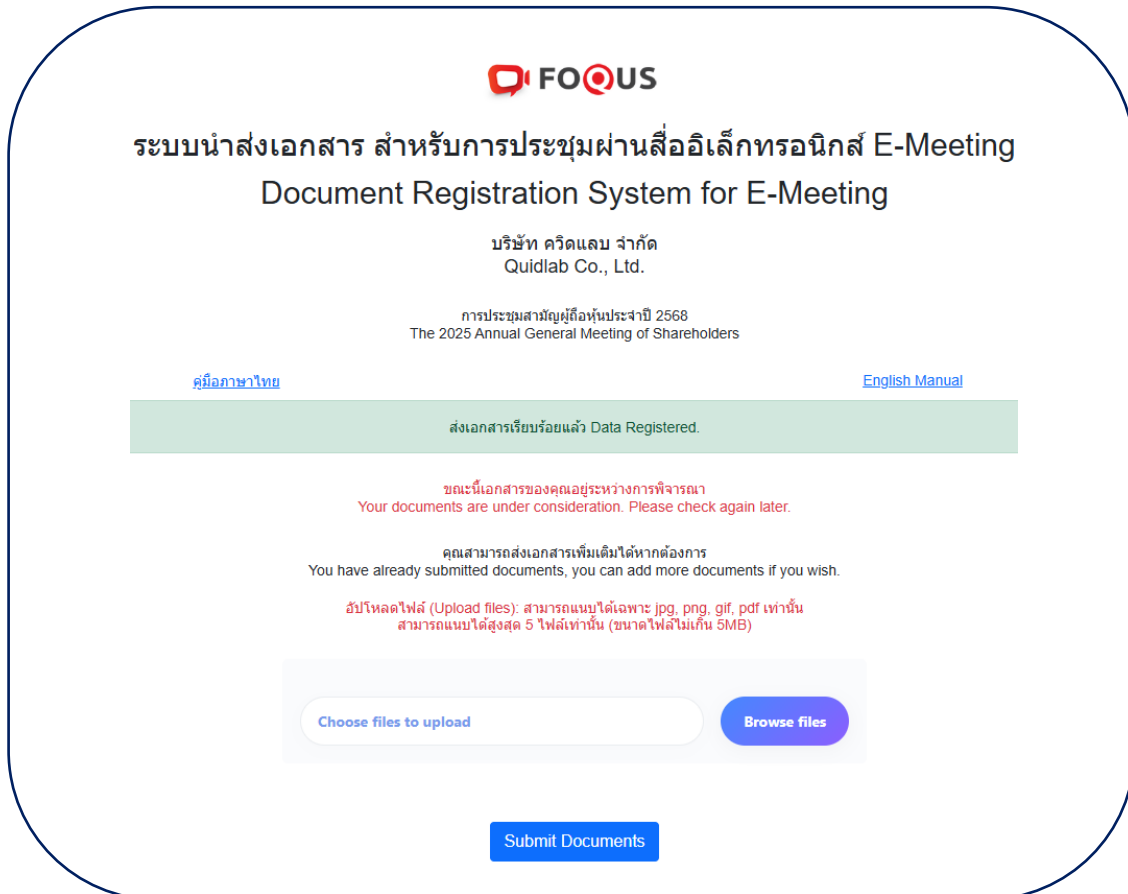 FOQUS
ระบบนำส่งเอกสาร สำหรับการประชุมผ่านสื่ออิเล็กทรอนิกส์ E-Meeting
Document Registration System for E-Meeting
บริษัท ควิดแลบ จำกัด
Quidlab Co., Ltd.
การประชุมสามัญผู้ถือหุ้นประจำปี 2568
The 2025 Annual General Meeting of Shareholders
คู่มือภาษาไทย
English Manual
ส่งเอกสารเรียบร้อยแล้ว Data Registered.
ขณะนี้เอกสารของคุณอยู่ระหว่างการพิจารณา
Your documents are under consideration. Please check again later.
คุณสามารถส่งเอกสารเพิ่มเติมได้หากต้องการ
You have already submitted documents, you can add more documents if you wish.
อัปโหลดไฟล์ (Upload files): สามารถแนบได้เฉพาะ jpg, png, gif, pdf เท่านั้น
สามารถแนบได้สูงสุด 5 ไฟล์เท่านั้น (ขนาดไฟล์ไม่เกิน 5MB)
Choose files to upload
Browse files
Submit Documents